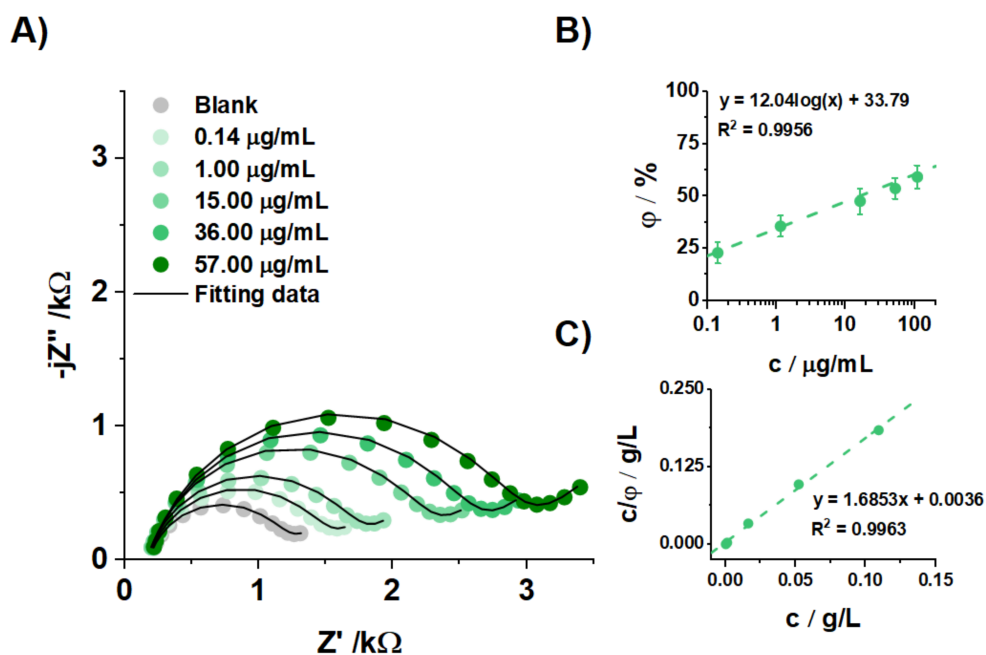 A)
Blank
0.14 μg/mL
1.00 μg/mL
15.00 μg/mL
36.00 μg/mL
57.00 μg/mL
Fitting data
3
2
1
0
-jZ'' /kΩ
0 1 2 3
Z' /kΩ
B)
y = 12.04log(x) + 33.79
R² = 0.9956
100
75
50
25
0
φ / %
0.1 1 10 100
c / μg/mL
C)
0.250
0.125
0.000
c/φ / g/L
y = 1.6853x + 0.0036
R² = 0.9963
0.00 0.05 0.10 0.15
c / g/L